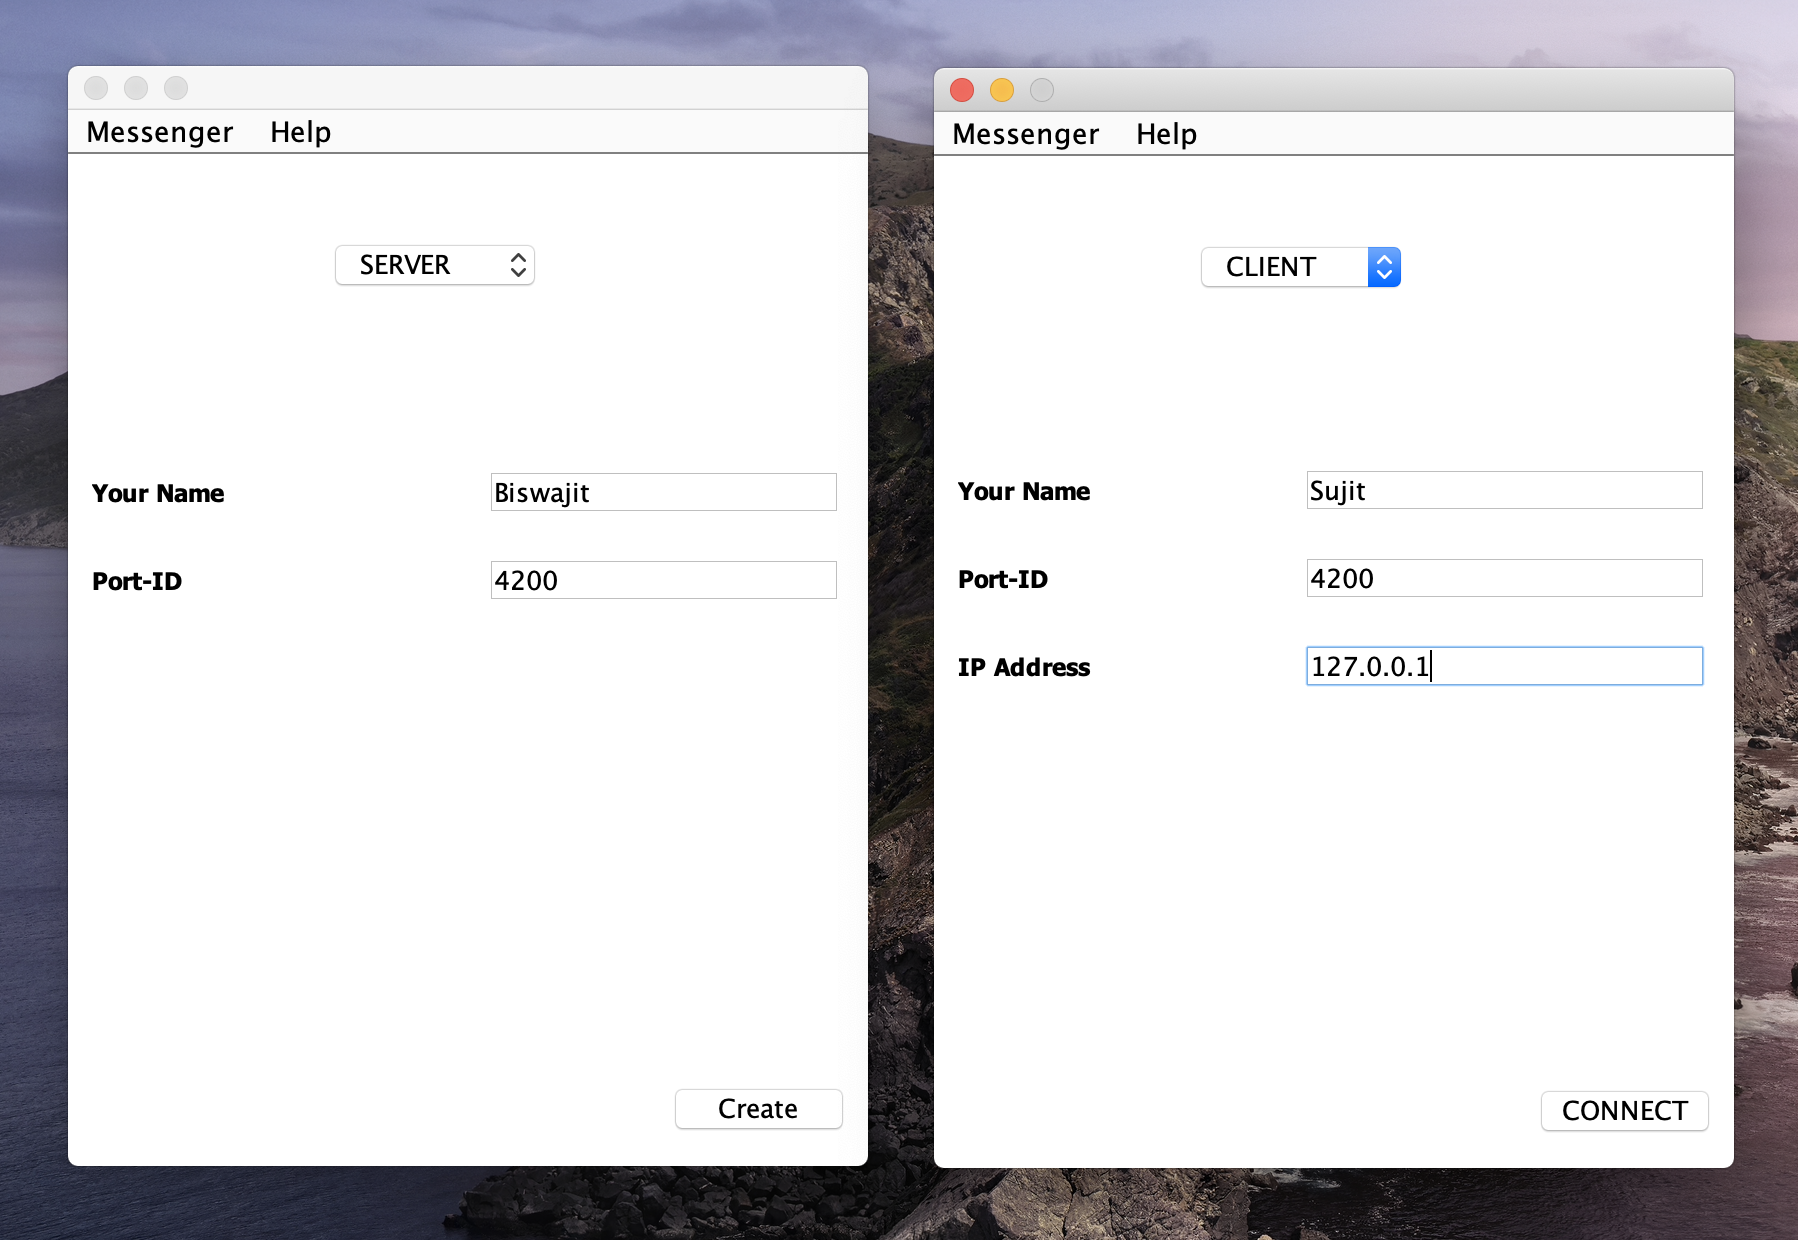 Messenger Help
SERVER
Your Name Biswajit
Port-ID 4200
Create
Messenger Help
CLIENT
Your Name Sujit
Port-ID 4200
IP Address 127.0.0.1
CONNECT